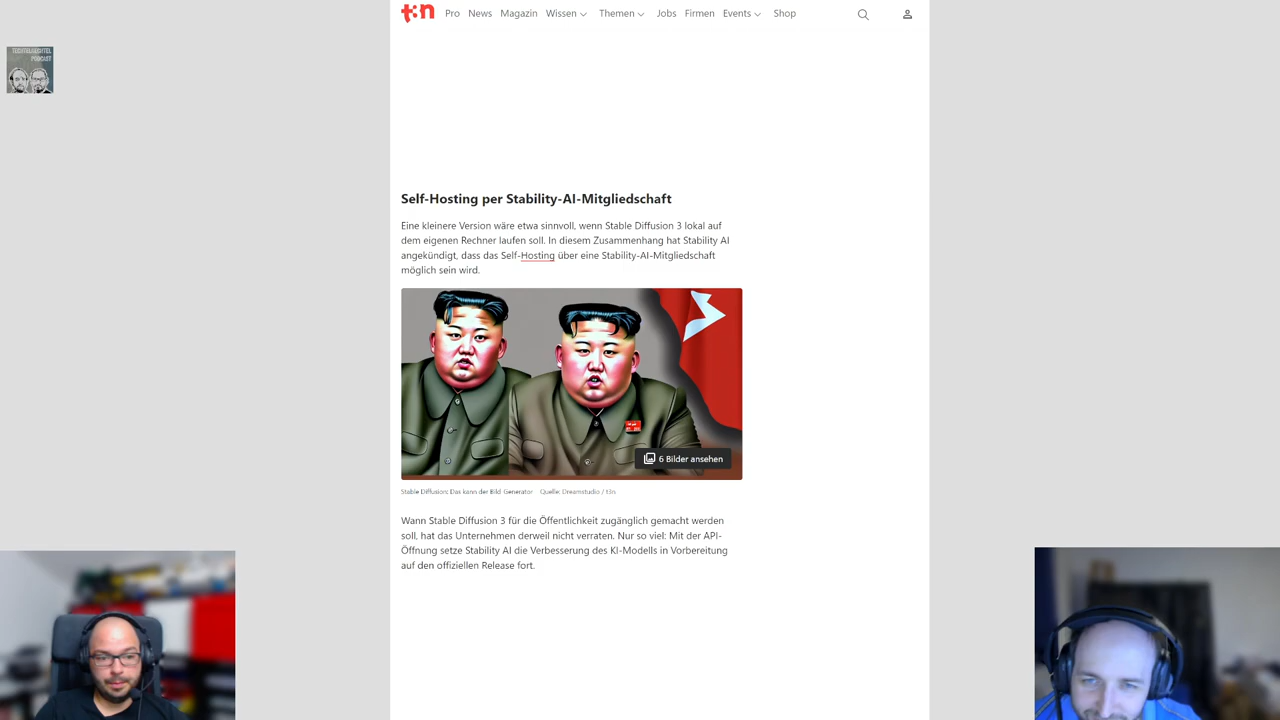 t3n Pro News Magazin Wissen Themen Jobs Firmen Events Shop
TECHTELMECHTEL
PODCAST
Self-Hosting per Stability-AI-Mitgliedschaft
Eine kleinere Version wäre etwa sinnvoll, wenn Stable Diffusion 3 lokal auf
dem eigenen Rechner laufen soll. In diesem Zusammenhang hat Stability AI
angekündigt, dass das Self-Hosting über eine Stability-AI-Mitgliedschaft
möglich sein wird.
6 Bilder ansehen
Stable Diffusion: Das kann der Bild Generator Quelle: Dreamstudio / t3n
Wann Stable Diffusion 3 für die Öffentlichkeit zugänglich gemacht werden
soll, hat das Unternehmen derweil nicht verraten. Nur so viel: Mit der API-
Öffnung setze Stability AI die Verbesserung des KI-Modells in Vorbereitung
auf den offiziellen Release fort.